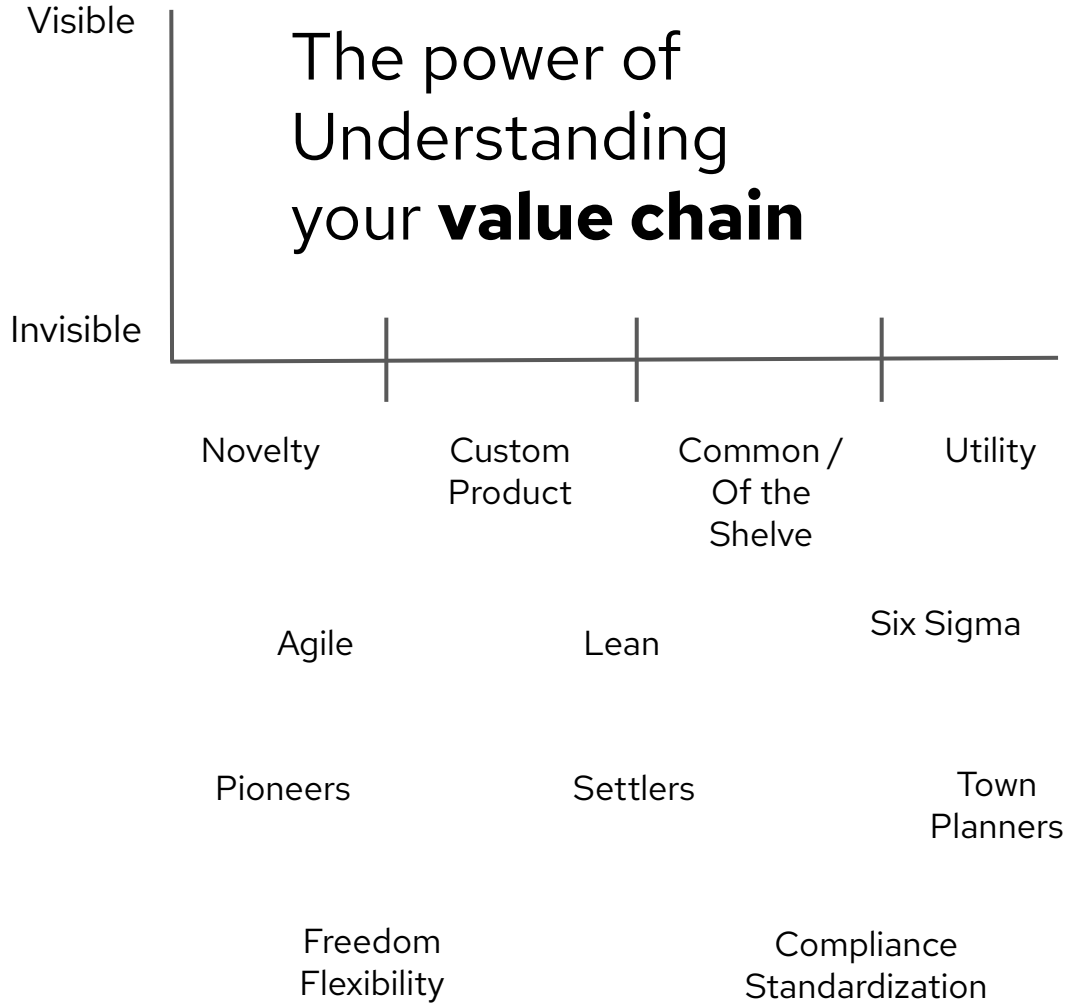 Visible
The power of
Understanding
your value chain
Invisible
Novelty
Custom
Product
Common /
Of the
Shelve
Utility
Agile
Lean
Six Sigma
Pioneers
Settlers
Town
Planners
Freedom
Flexibility
Compliance
Standardization